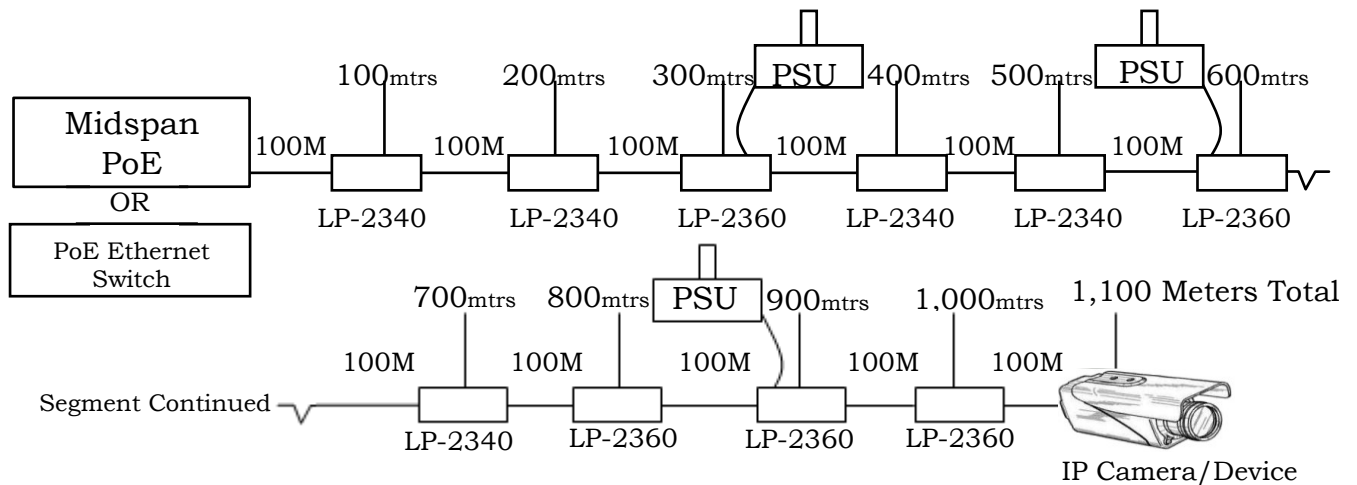 PSU PSU
100mtrs 200mtrs 300mtrs 400mtrs 500mtrs 600mtrs
Midspan
PoE
100M 100M 100M 100M 100M 100M
OR
LP-2340 LP-2340 LP-2360 LP-2340 LP-2340 LP-2360
PoE Ethernet
Switch
PSU
700mtrs 800mtrs 900mtrs 1,000mtrs 1,100 Meters Total
100M 100M 100M 100M 100M
Segment Continued
LP-2340 LP-2360 LP-2360 LP-2360
IP Camera/Device